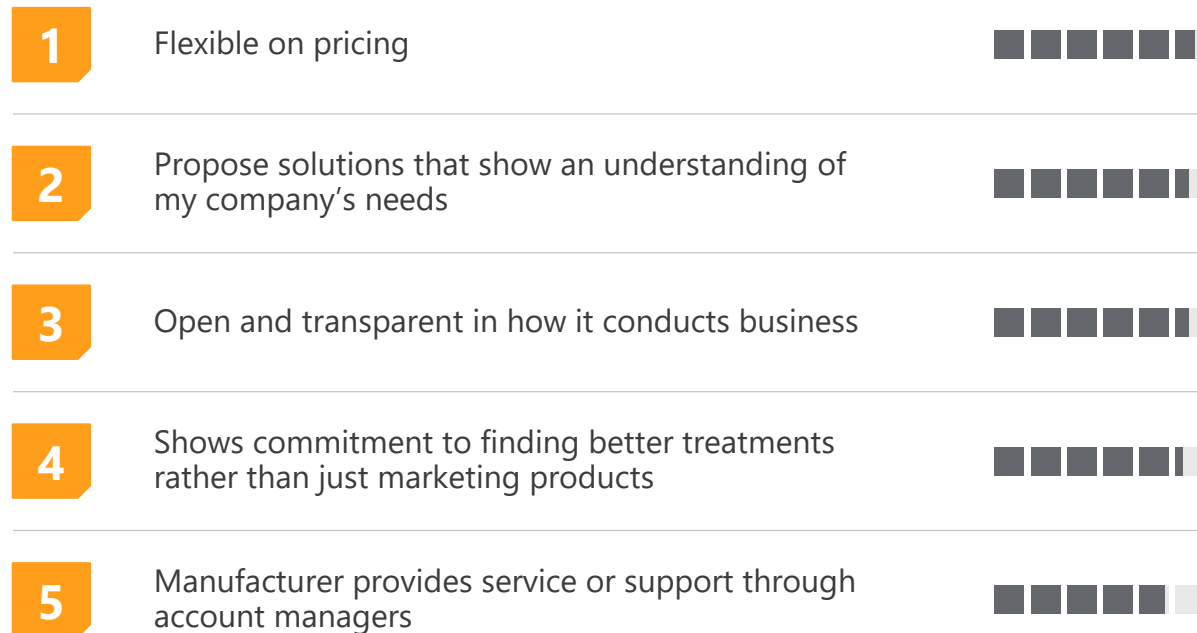 1
Flexible on pricing
2
Propose solutions that show an understanding of
my company’s needs
3
Open and transparent in how it conducts business
4
Shows commitment to finding better treatments
rather than just marketing products
5
Manufacturer provides service or support through
account managers